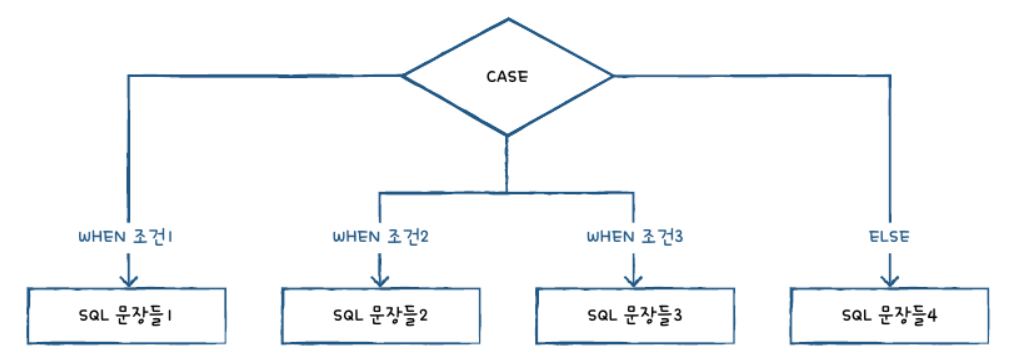 CASE
WHEN 조건1
WHEN 조건2
WHEN 조건3
ELSE
SQL 문장들1
SQL 문장들2
SQL 문장들3
SQL 문장들4